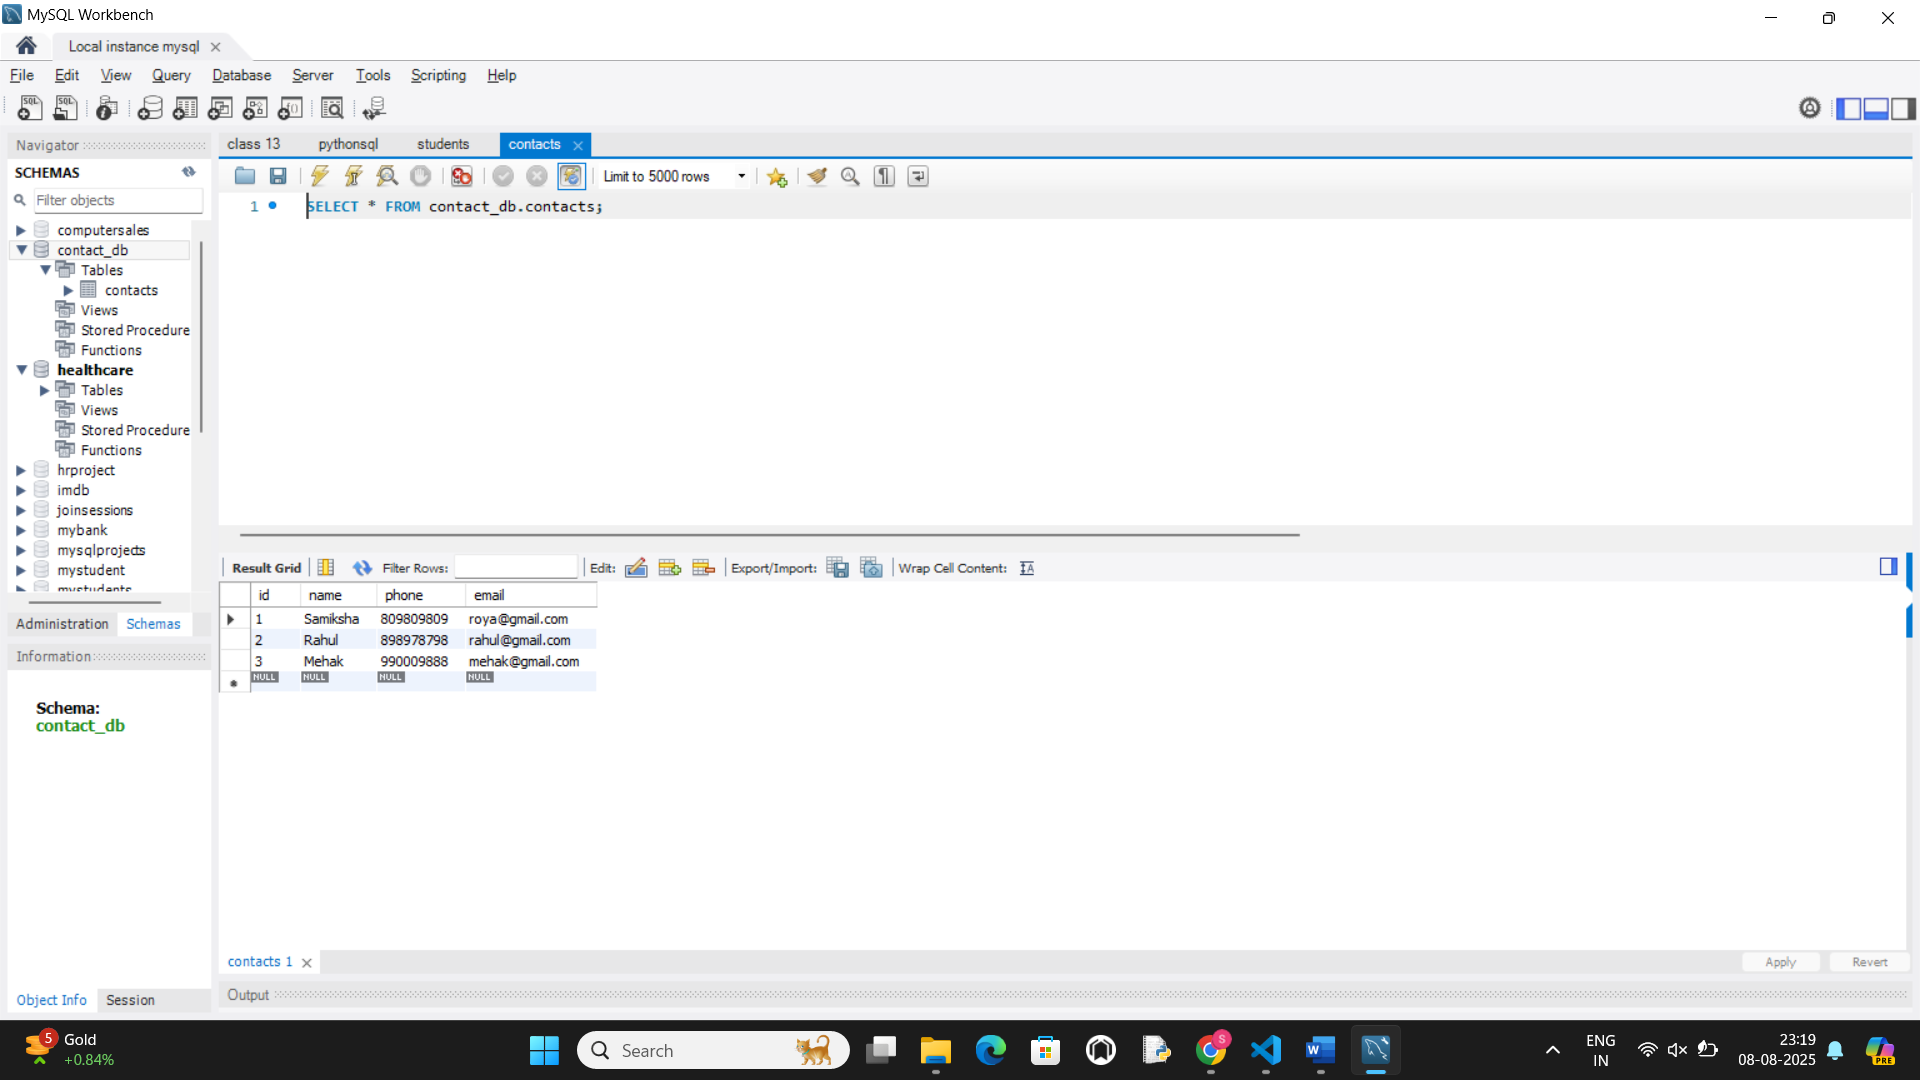 MySQL Workbench
Local instance mysql
File Edit View Query Database Server Tools Scripting Help
Navigator
SCHEMAS
Filter objects
computersales
contact_db
Tables
contacts
Views
Stored Procedure
Functions
healthcare
Tables
Views
Stored Procedure
Functions
hrproject
imdb
joinsessions
mybank
mysqlprojects
mystudent
mystudents
Administration Schemas
Information
Schema:
contact_db
Object Info Session
class 13 pythonsql students contacts
Limit to 5000 rows
1 SELECT * FROM contact_db.contacts;
Result Grid Filter Rows: Edit: Export/Import: Wrap Cell Content:
id name phone email
1 Samiksha 809809809 roya@gmail.com
2 Rahul 898978798 rahul@gmail.com
3 Mehak 990009888 mehak@gmail.com
NULL NULL NULL NULL
contacts 1
Apply Revert
Output
5 Gold
+0.84%
Search
S
ENG
IN
23:19
08-08-2025
PRE